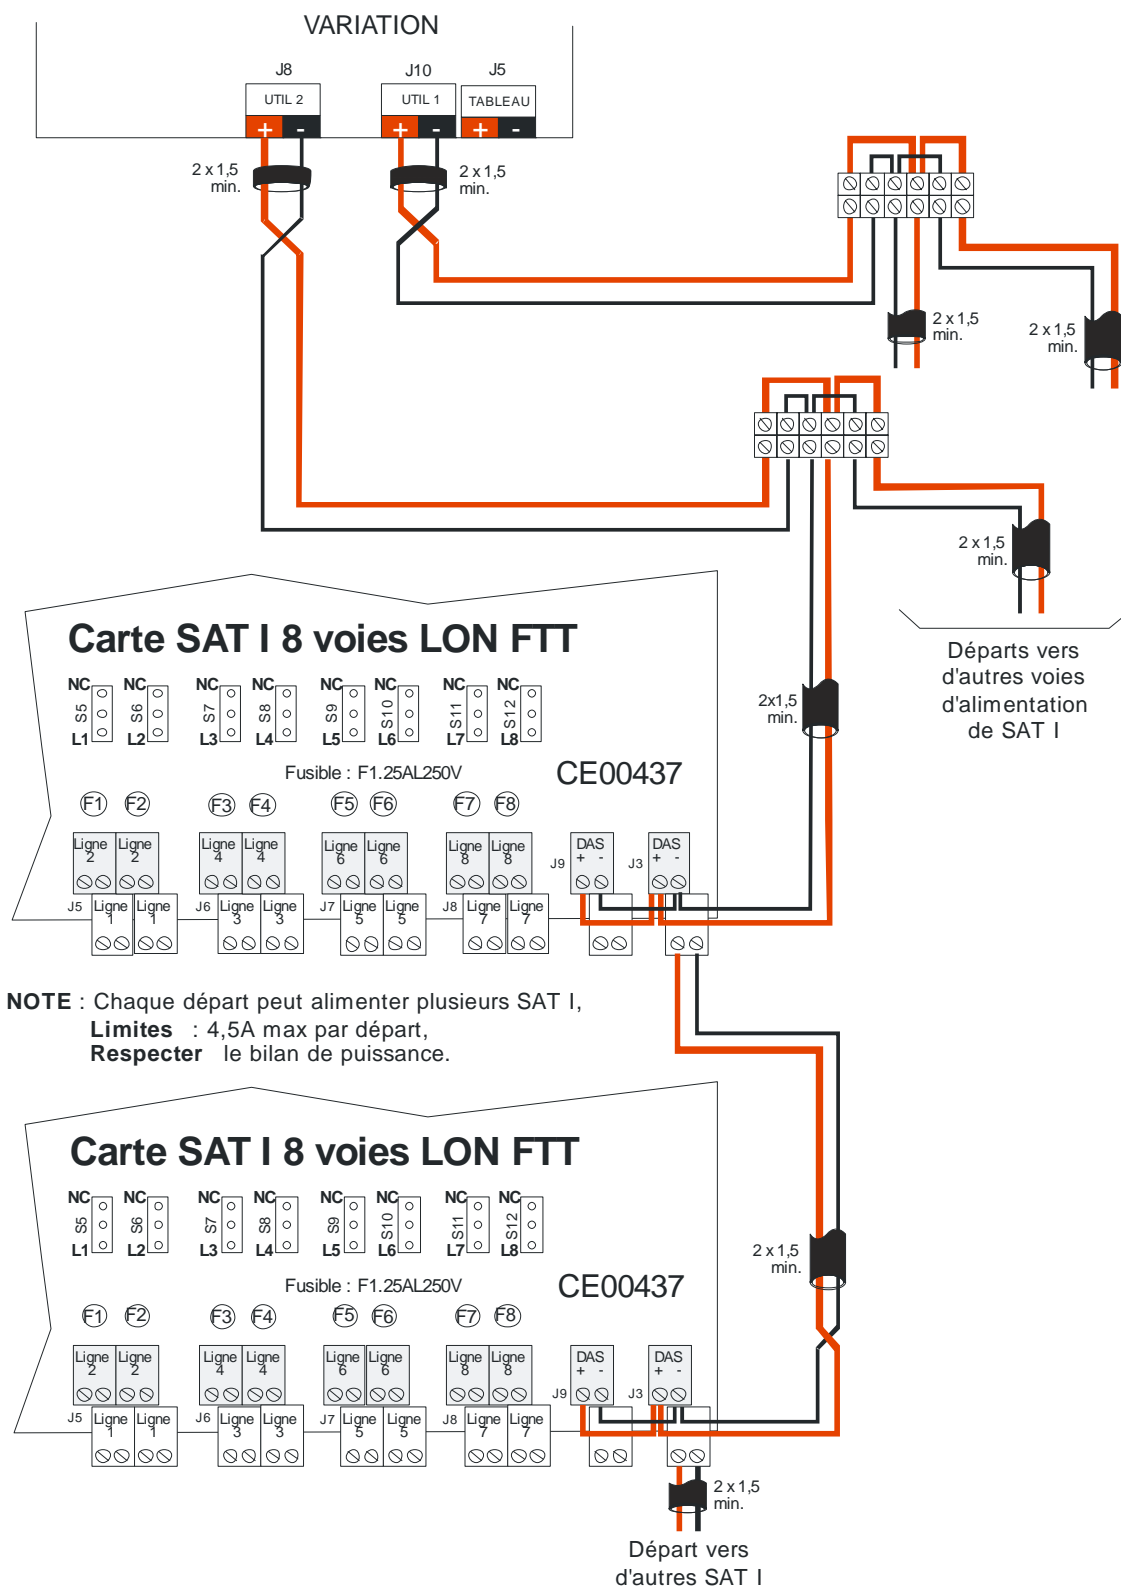 VARIATION
J8
J10
J5
UTIL 2
UTIL 1
TABLEAU
+ -
+ -
+ -
2 x 1,5
min.
2 x 1,5
min.
2 x 1,5
min.
2 x 1,5
min.
2 x 1,5
min.
Départs vers
d'autres voies
d'alimentation
de SAT I
2x1,5
min.
Carte SAT I 8 voies LON FTT
NC NC NC NC NC NC NC NC
S5 S6 S7 S8 S9 S10 S11 S12
L1 L2 L3 L4 L5 L6 L7 L8
Fusible : F1.25AL250V
CE00437
F1 F2 F3 F4 F5 F6 F7 F8
Ligne 2 Ligne 2 Ligne 4 Ligne 4 Ligne 6 Ligne 6 Ligne 8 Ligne 8
J9 DAS + - J3 DAS + -
J5 Ligne 1 Ligne 1 J6 Ligne 3 Ligne 3 J7 Ligne 5 Ligne 5 J8 Ligne 7 Ligne 7
NOTE : Chaque départ peut alimenter plusieurs SAT I,
Limites : 4,5A max par départ,
Respecter le bilan de puissance.
Carte SAT I 8 voies LON FTT
NC NC NC NC NC NC NC NC
S5 S6 S7 S8 S9 S10 S11 S12
L1 L2 L3 L4 L5 L6 L7 L8
2 x 1,5
min.
Fusible : F1.25AL250V
CE00437
F1 F2 F3 F4 F5 F6 F7 F8
Ligne 2 Ligne 2 Ligne 4 Ligne 4 Ligne 6 Ligne 6 Ligne 8 Ligne 8
J9 DAS + - J3 DAS + -
J5 Ligne 1 Ligne 1 J6 Ligne 3 Ligne 3 J7 Ligne 5 Ligne 5 J8 Ligne 7 Ligne 7
2 x 1,5
min.
Départ vers
d'autres SAT I